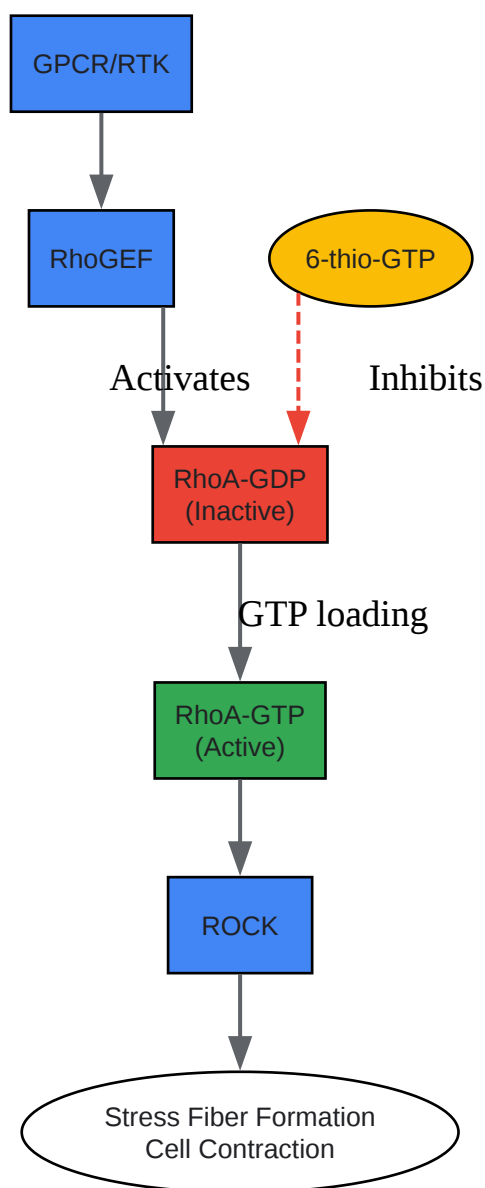 GPCR/RTK
RhoGEF
6-thio-GTP
Activates
Inhibits
RhoA-GDP
(Inactive)
GTP loading
RhoA-GTP
(Active)
ROCK
Stress Fiber Formation
Cell Contraction